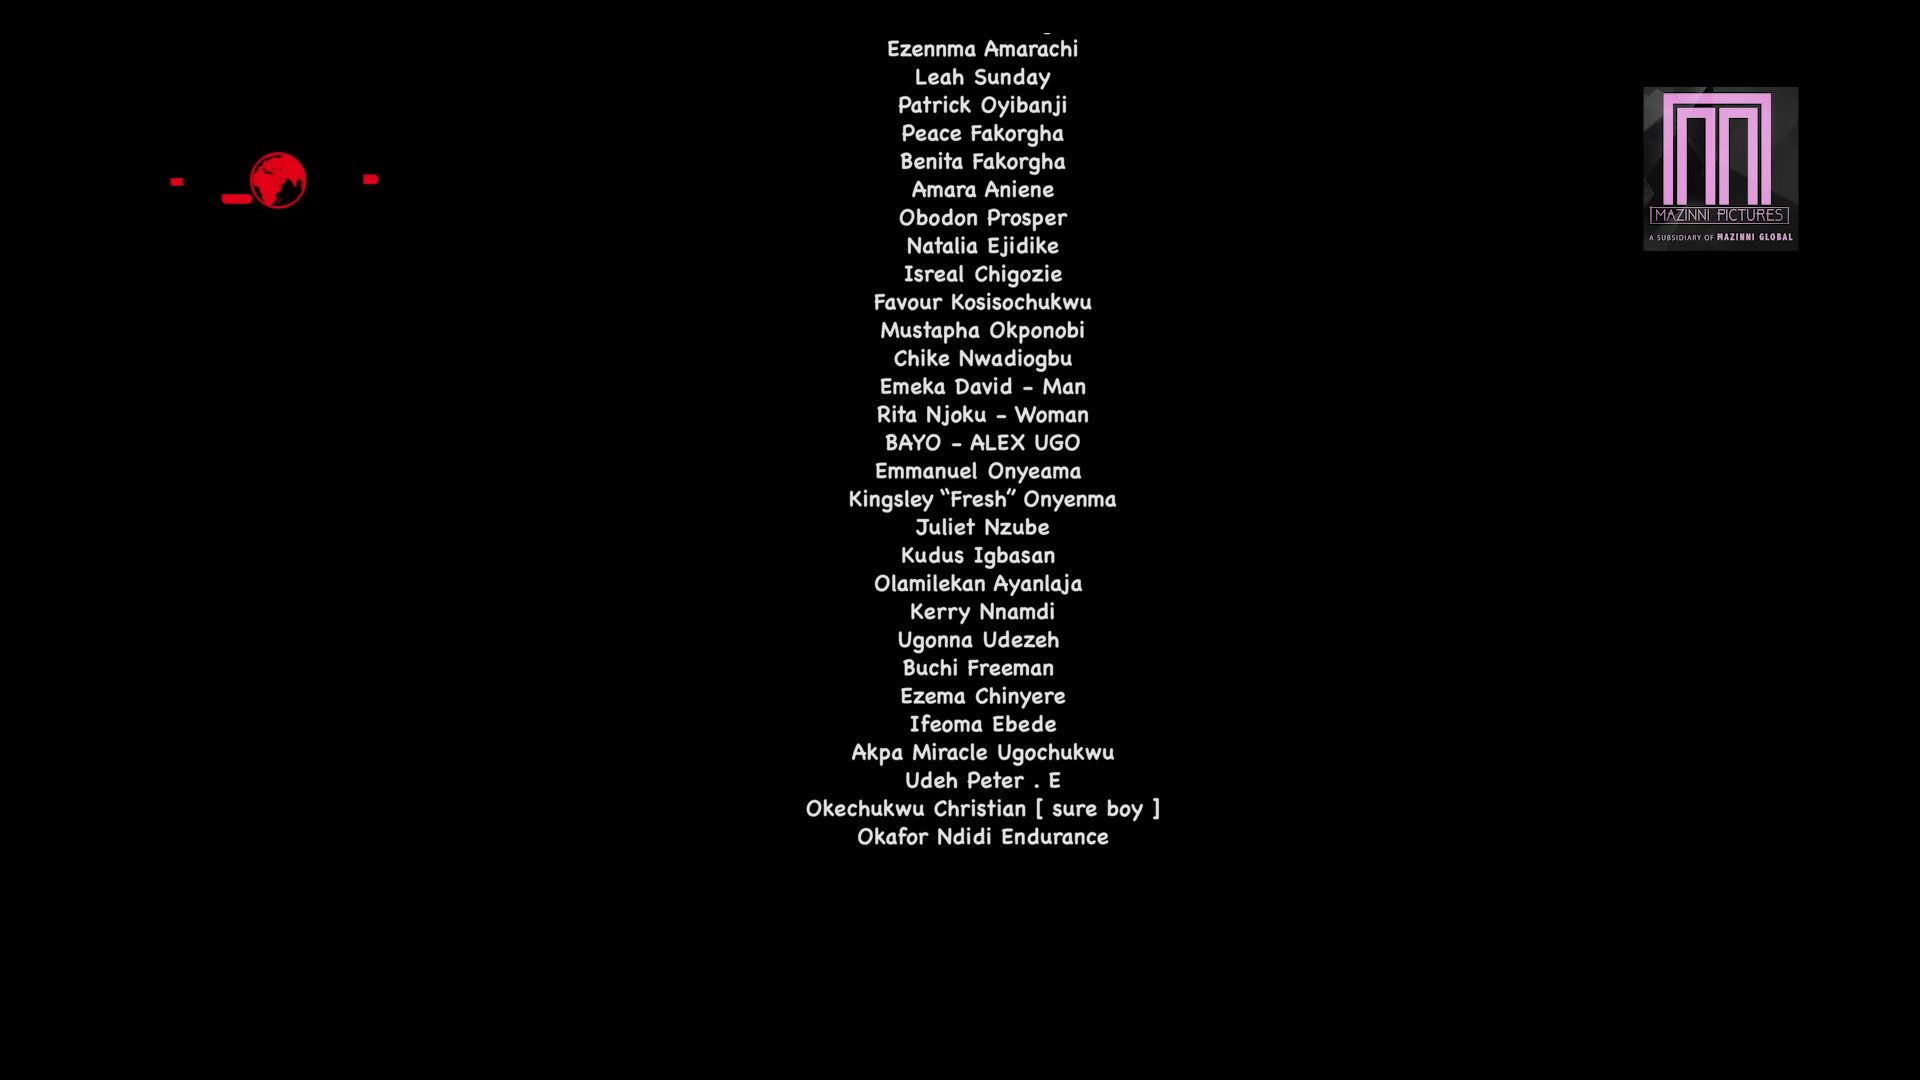 Ezennma Amarachi
Leah Sunday
Patrick Oyibanji
Peace Fakorgha
Benita Fakorgha
Amara Aniene
Obodon Prosper
Natalia Ejidike
Isreal Chigozie
Favour Kosisochukwu
Mustapha Okponobi
Chike Nwadiogbu
Emeka David - Man
Rita Njoku - Woman
BAYO - ALEX UGO
Emmanuel Onyeama
Kingsley “Fresh” Onyenma
Juliet Nzube
Kudus Igbasan
Olamilekan Ayanlaja
Kerry Nnamdi
Ugonna Udezeh
Buchi Freeman
Ezema Chinyere
Ifeoma Ebede
Akpa Miracle Ugochukwu
Udeh Peter . E
Okechukwu Christian [ sure boy ]
Okafor Ndidi Endurance
MAZINNI PICTURES
A SUBSIDIARY OF MAZINNI GLOBAL